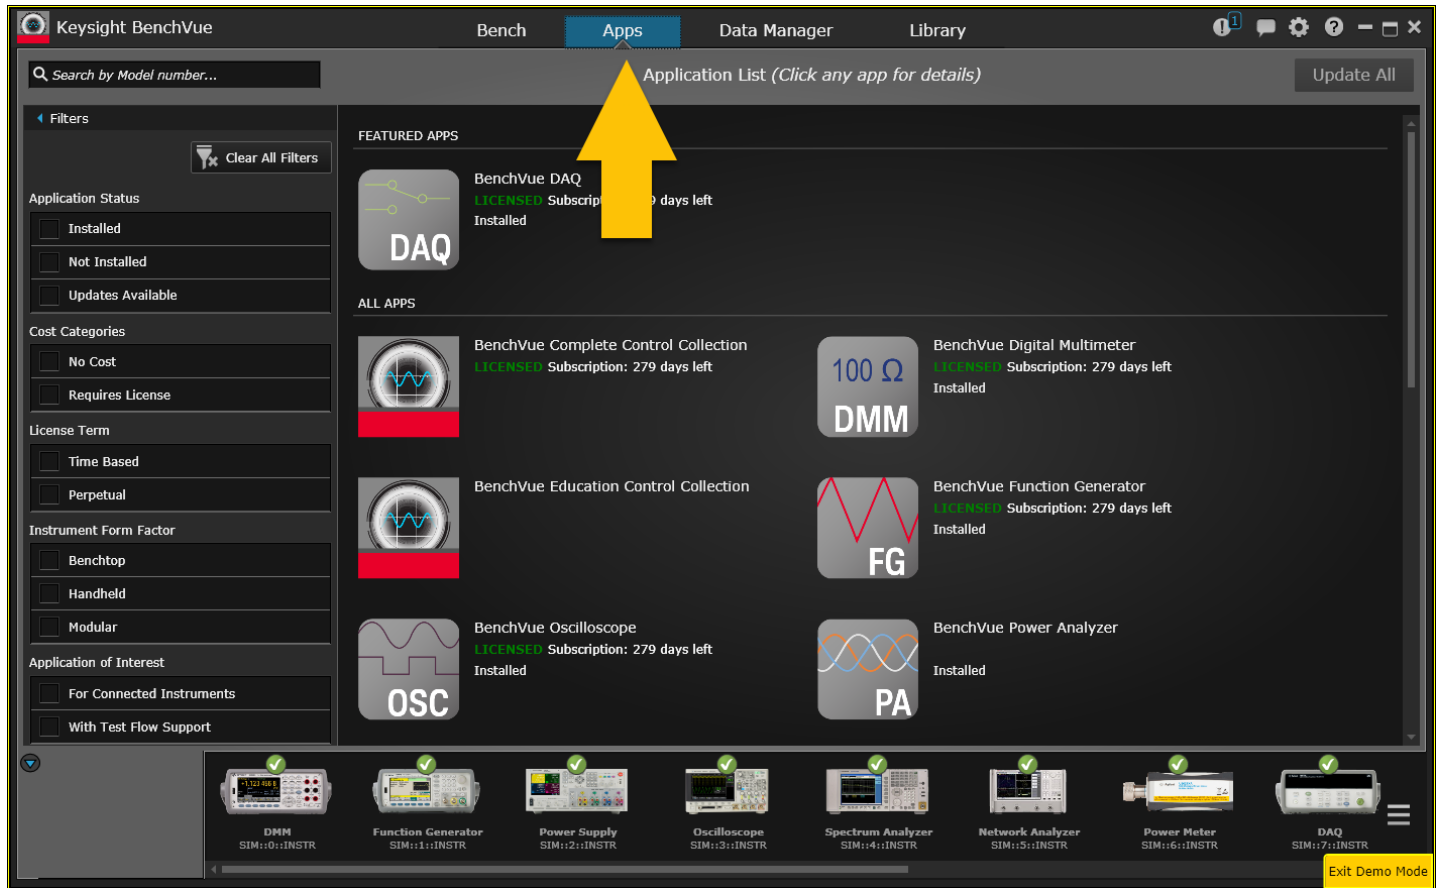 Keysight BenchVue
Bench
Apps
Data Manager
Library
1
Search by Model number...
Application List (Click any app for details)
Update All
Filters
Clear All Filters
Application Status
Installed
Not Installed
Updates Available
Cost Categories
No Cost
Requires License
License Term
Time Based
Perpetual
Instrument Form Factor
Benchtop
Handheld
Modular
Application of Interest
For Connected Instruments
With Test Flow Support
FEATURED APPS
DAQ
BenchVue DAQ
LICENSED 9 days left
Installed
ALL APPS
BenchVue Complete Control Collection
LICENSED Subscription: 279 days left
100 Ω
DMM
BenchVue Digital Multimeter
LICENSED Subscription: 279 days left
Installed
BenchVue Education Control Collection
FG
BenchVue Function Generator
LICENSED Subscription: 279 days left
Installed
OSC
BenchVue Oscilloscope
LICENSED Subscription: 279 days left
Installed
PA
BenchVue Power Analyzer
Installed
DMM
SIM::0::INSTR
Function Generator
SIM::1::INSTR
Power Supply
SIM::2::INSTR
Oscilloscope
SIM::3::INSTR
Spectrum Analyzer
SIM::4::INSTR
Network Analyzer
SIM::5::INSTR
Power Meter
SIM::6::INSTR
DAQ
SIM::7::INSTR
Exit Demo Mode